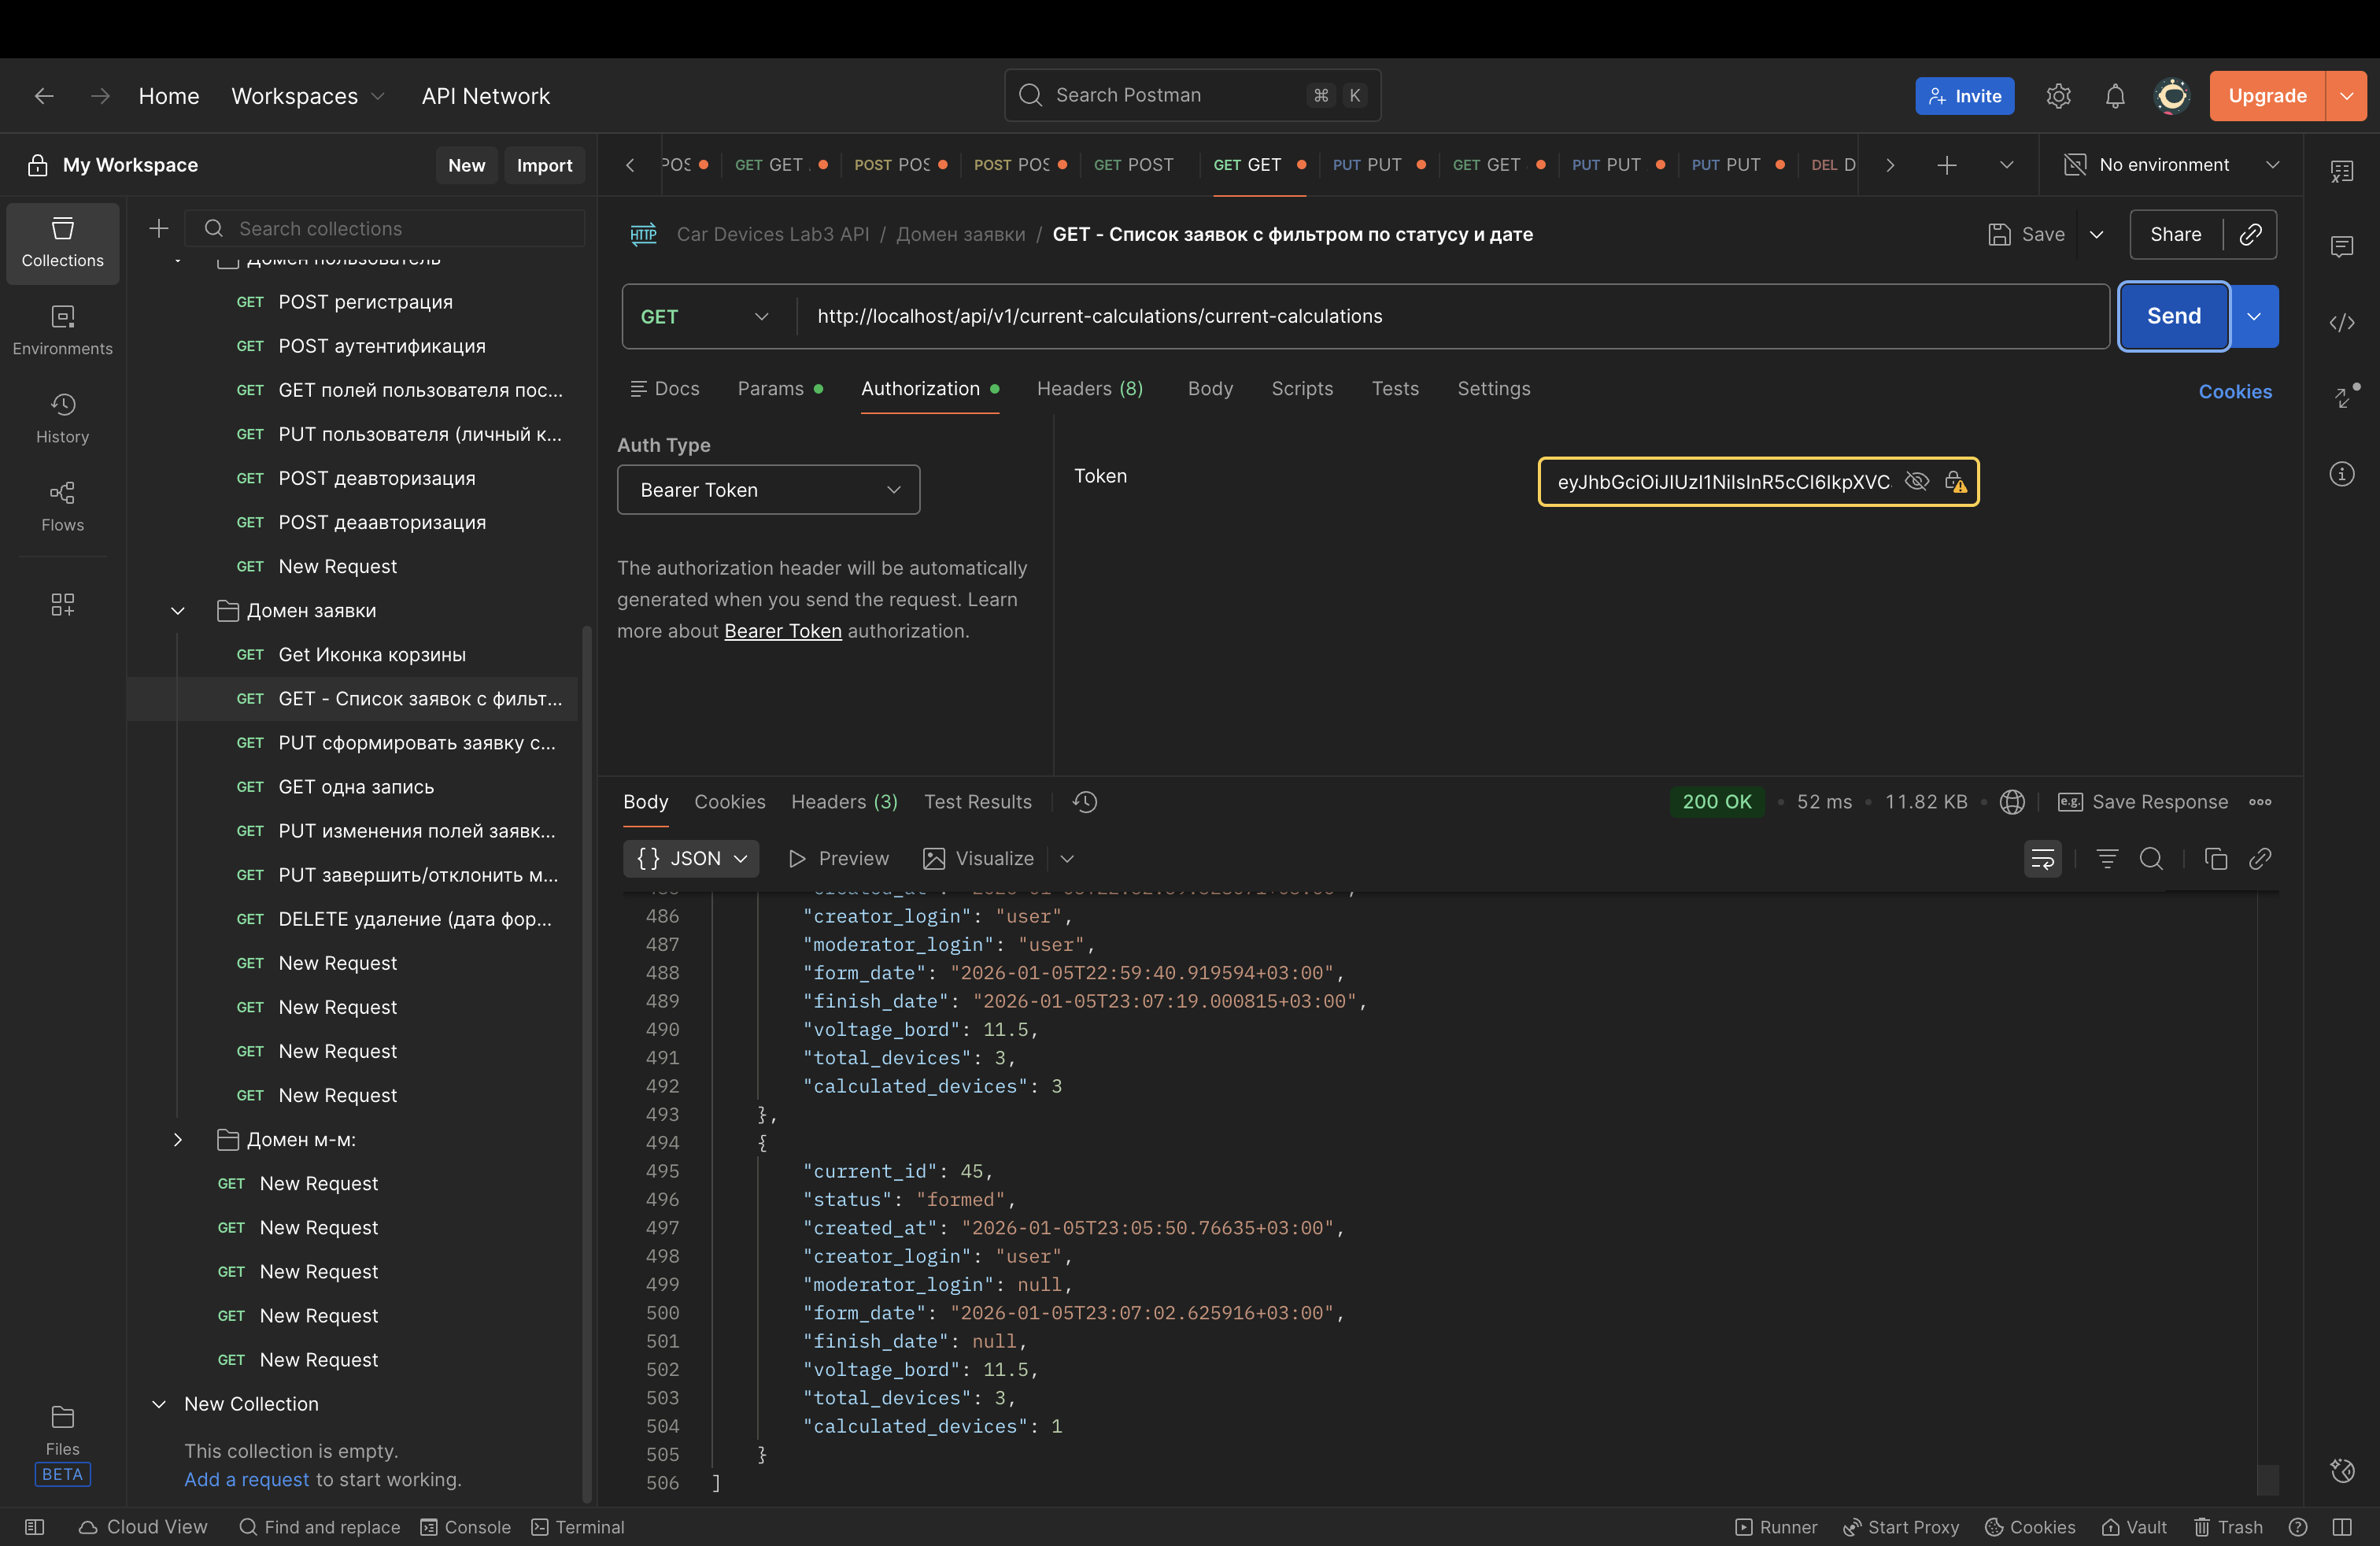 Home Workspaces API Network Search Postman ⌘ K Invite Upgrade
My Workspace New Import
POS GET GET POST POS POST POS GET POST GET GET PUT PUT GET GET PUT PUT PUT PUT DEL D No environment
Collections
Environments
History
Flows
Files
BETA
Search collections
Домен пользователь
GET POST регистрация
GET POST аутентификация
GET GET полей пользователя пос...
GET PUT пользователя (личный к...
GET POST деавторизация
GET POST деаавторизация
GET New Request
Домен заявки
GET Get Иконка корзины
GET GET - Список заявок с фильт...
GET PUT сформировать заявку с...
GET GET одна запись
GET PUT изменения полей заявк...
GET PUT завершить/отклонить м...
GET DELETE удаление (дата фор...
GET New Request
GET New Request
GET New Request
GET New Request
Домен м-м:
GET New Request
GET New Request
GET New Request
GET New Request
GET New Request
New Collection
This collection is empty.
Add a request to start working.
HTTP Car Devices Lab3 API / Домен заявки / GET - Список заявок с фильтром по статусу и дате Save Share
GET http://localhost/api/v1/current-calculations/current-calculations Send
Docs Params Authorization Headers (8) Body Scripts Tests Settings Cookies
Auth Type
Bearer Token
The authorization header will be automatically
generated when you send the request. Learn
more about Bearer Token authorization.
Token eyJhbGciOiJIUzI1NiIsInR5cCI6IkpXVC
Body Cookies Headers (3) Test Results 200 OK 52 ms 11.82 KB e.g. Save Response
{} JSON Preview Visualize
486 "creator_login": "user",
487 "moderator_login": "user",
488 "form_date": "2026-01-05T22:59:40.919594+03:00",
489 "finish_date": "2026-01-05T23:07:19.000815+03:00",
490 "voltage_bord": 11.5,
491 "total_devices": 3,
492 "calculated_devices": 3
493 },
494 {
495 "current_id": 45,
496 "status": "formed",
497 "created_at": "2026-01-05T23:05:50.76635+03:00",
498 "creator_login": "user",
499 "moderator_login": null,
500 "form_date": "2026-01-05T23:07:02.625916+03:00",
501 "finish_date": null,
502 "voltage_bord": 11.5,
503 "total_devices": 3,
504 "calculated_devices": 1
505 }
506 ]
Cloud View Find and replace Console Terminal Runner Start Proxy Cookies Vault Trash